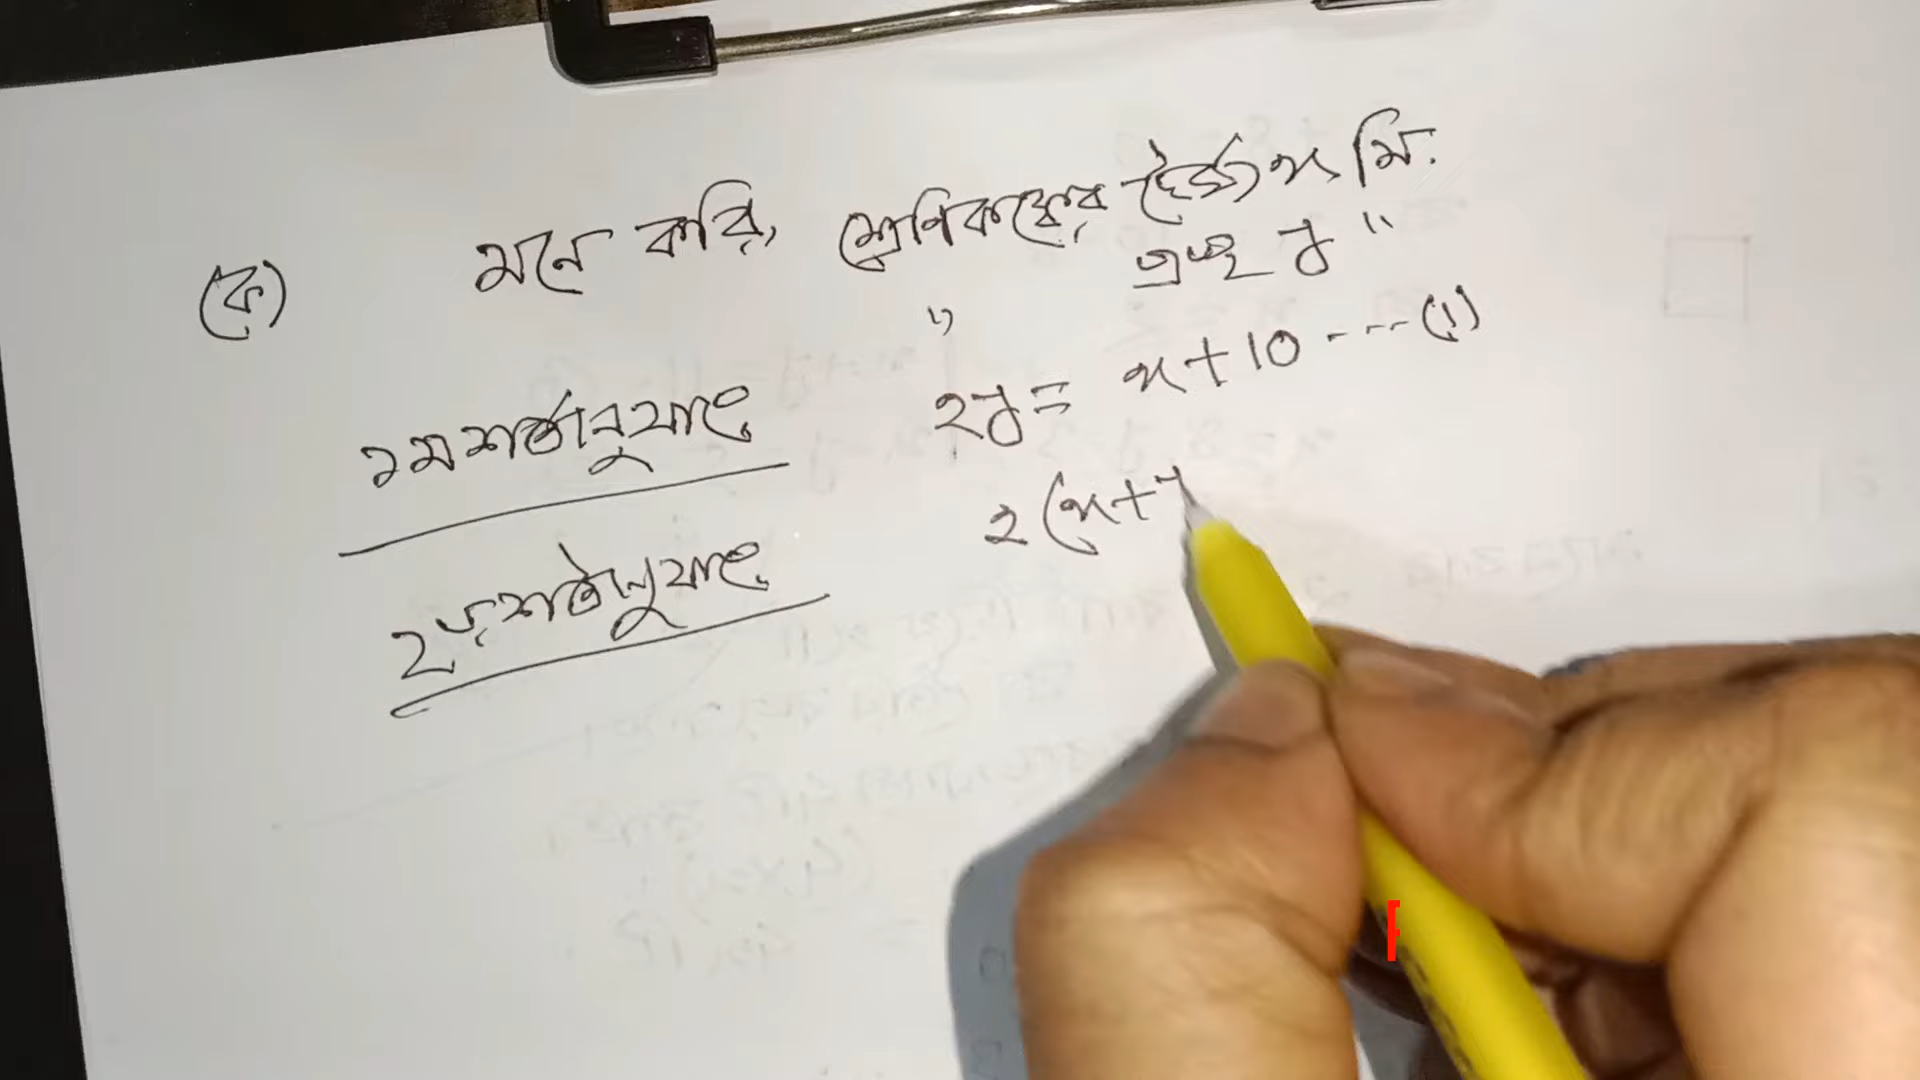 (ক) মনে করি, শ্রেণিকক্ষের দৈর্ঘ্য x মি.
" প্রস্থ y "
১ম শর্তানুযায়ী 2y = x + 10 ---- (1)
২য় শর্তানুযায়ী 2(x+y